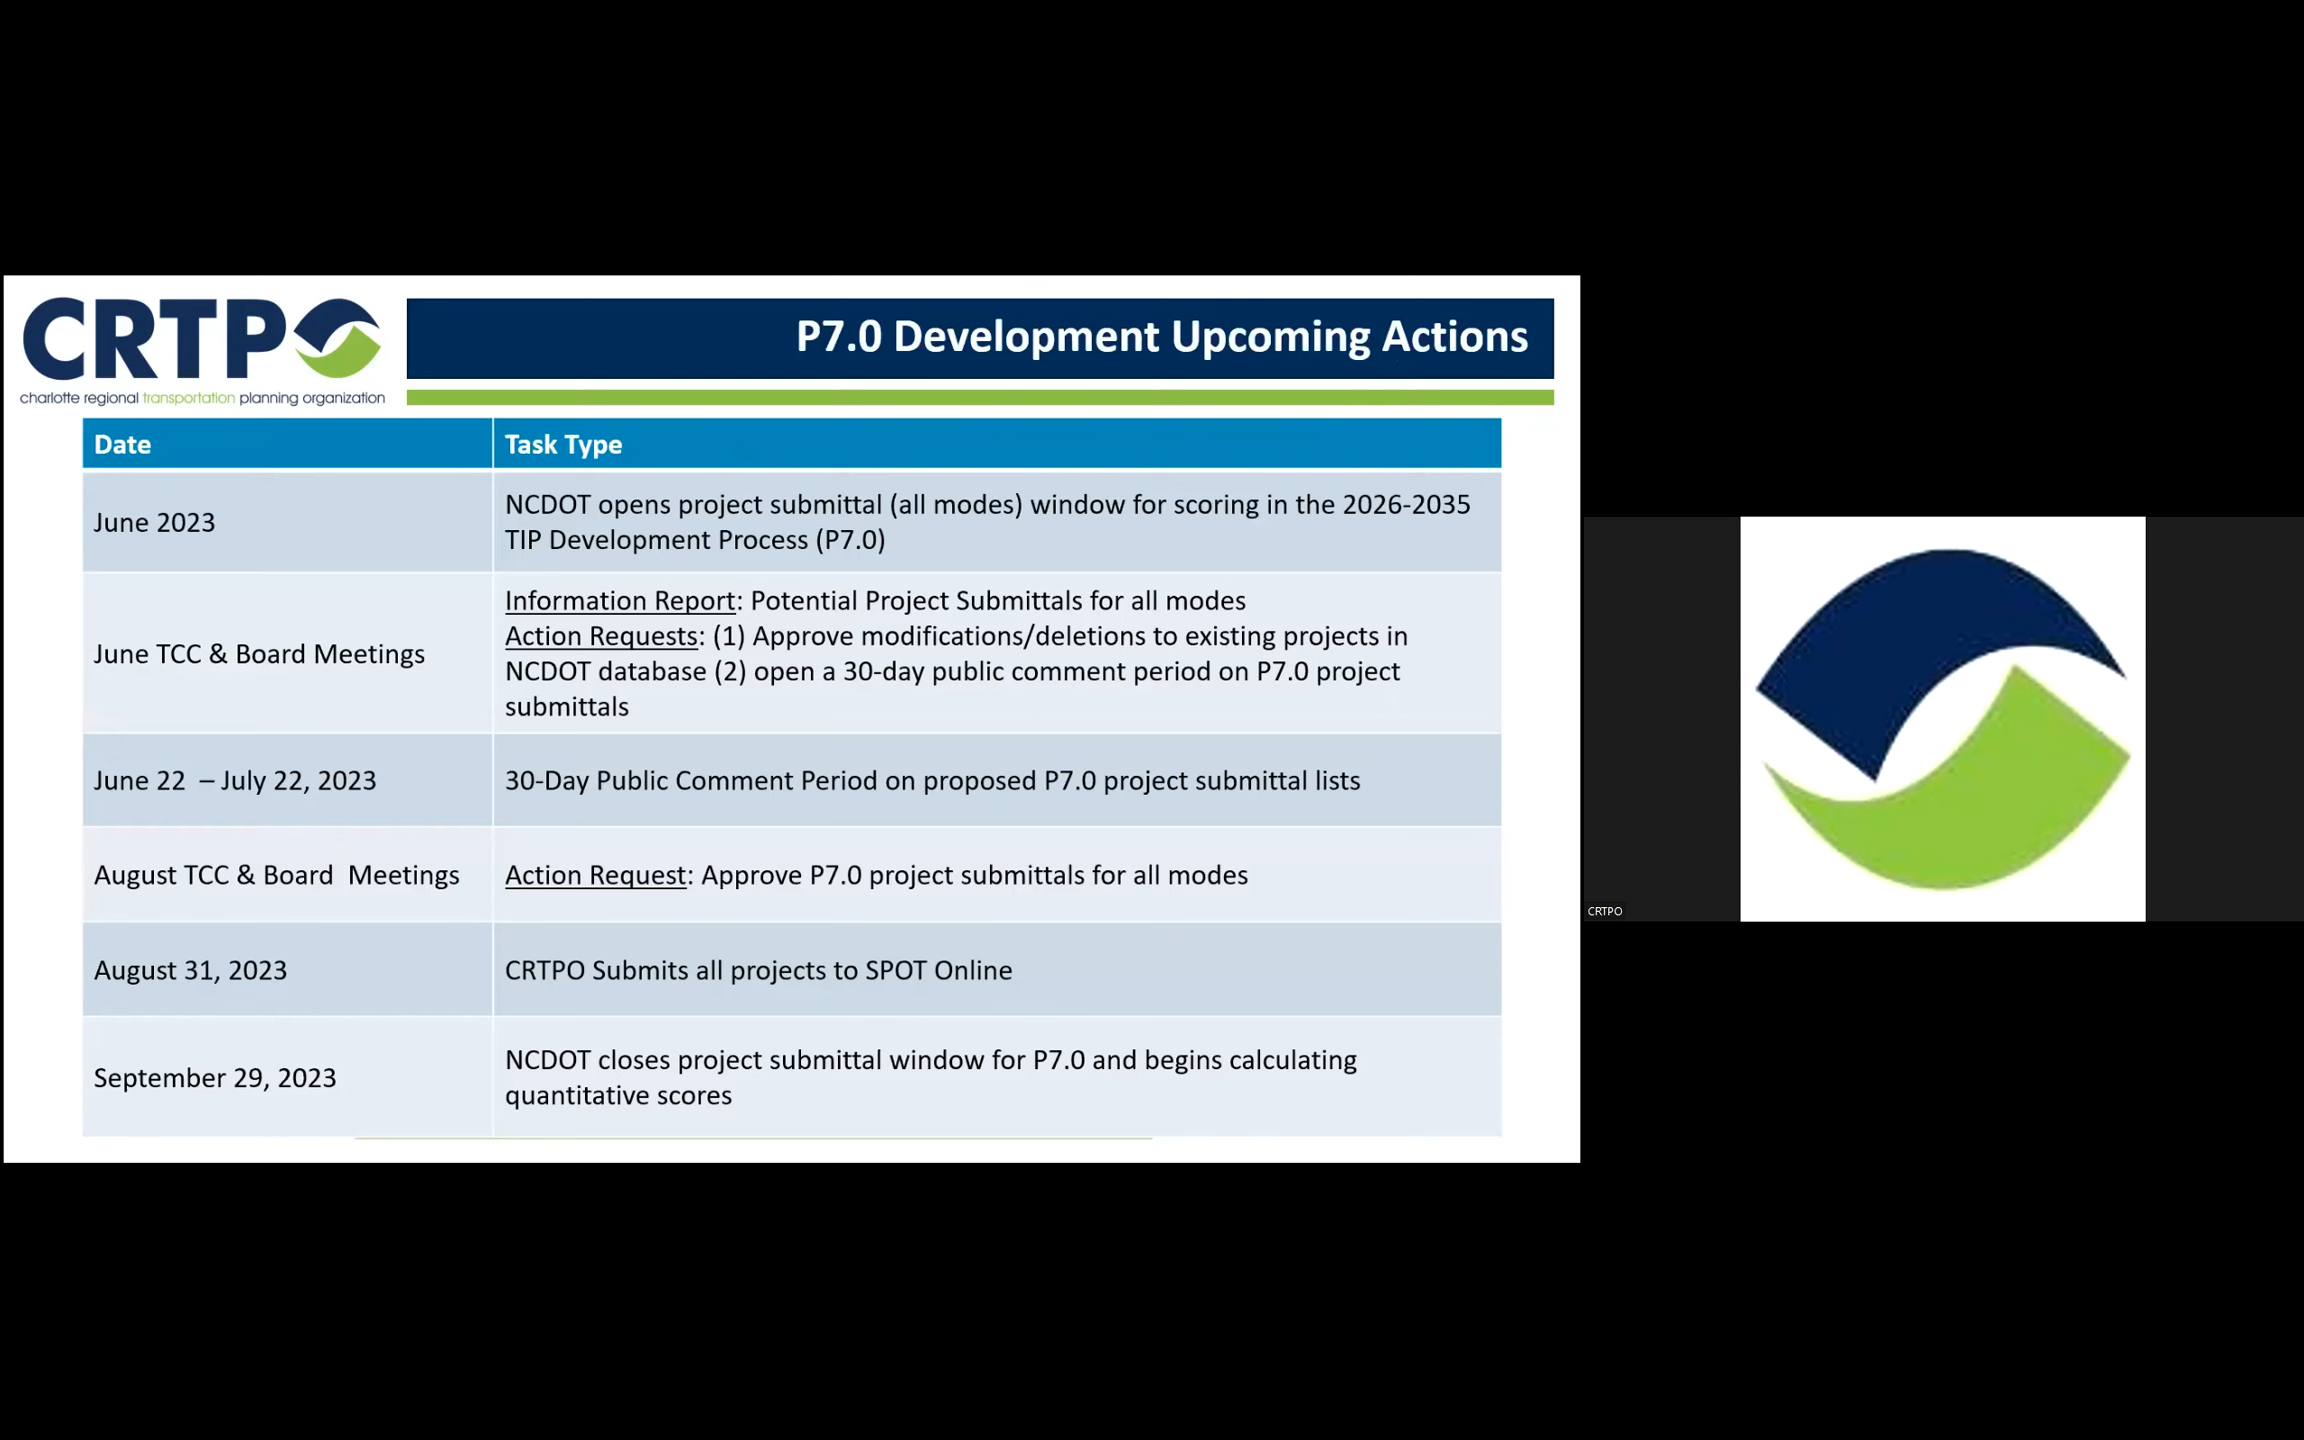 CRTPO
charlotte regional transportation planning organization
P7.0 Development Upcoming Actions
Date
Task Type
June 2023
NCDOT opens project submittal (all modes) window for scoring in the 2026-2035
TIP Development Process (P7.0)
June TCC & Board Meetings
Information Report: Potential Project Submittals for all modes
Action Requests: (1) Approve modifications/deletions to existing projects in
NCDOT database (2) open a 30-day public comment period on P7.0 project
submittals
June 22 – July 22, 2023
30-Day Public Comment Period on proposed P7.0 project submittal lists
August TCC & Board Meetings
Action Request: Approve P7.0 project submittals for all modes
August 31, 2023
CRTPO Submits all projects to SPOT Online
September 29, 2023
NCDOT closes project submittal window for P7.0 and begins calculating
quantitative scores
CRTPO